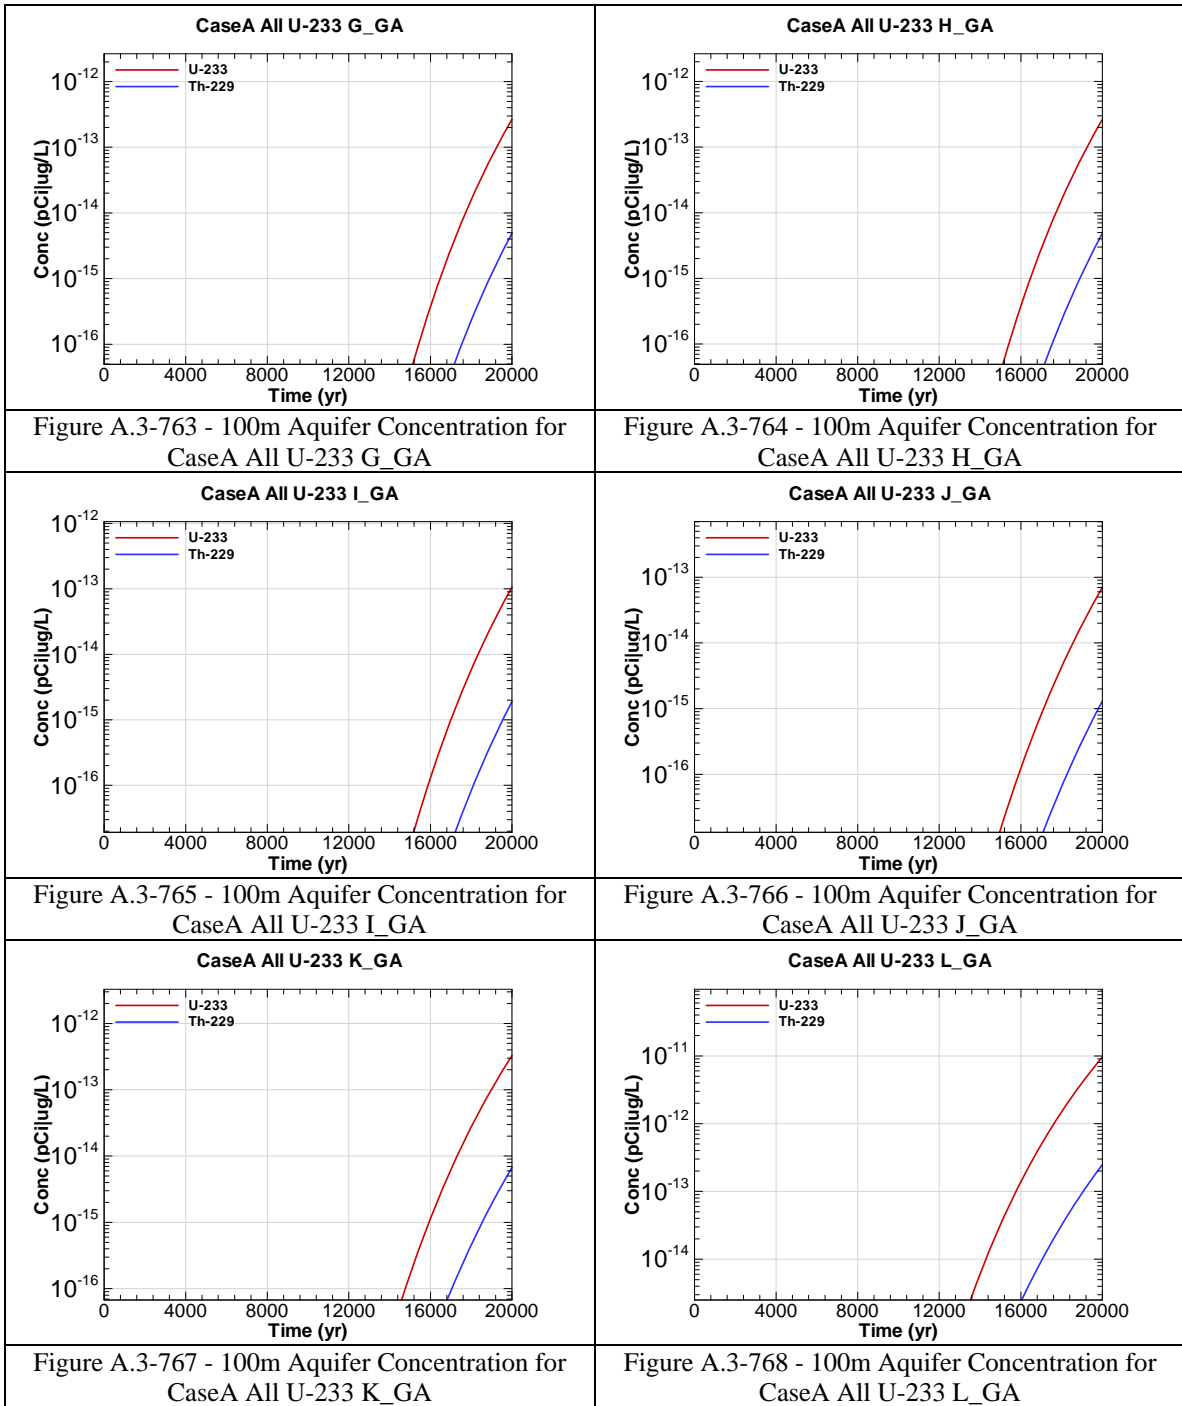 CaseA All U-233 G_GA
U-233
Th-229
10-12
10-13
10-14
10-15
10-16
Conc (pCi|ug/L)
0 4000 8000 12000 16000 20000
Time (yr)
Figure A.3-763 - 100m Aquifer Concentration for
CaseA All U-233 G_GA
CaseA All U-233 H_GA
U-233
Th-229
10-12
10-13
10-14
10-15
10-16
Conc (pCi|ug/L)
0 4000 8000 12000 16000 20000
Time (yr)
Figure A.3-764 - 100m Aquifer Concentration for
CaseA All U-233 H_GA
CaseA All U-233 I_GA
U-233
Th-229
10-12
10-13
10-14
10-15
10-16
Conc (pCi|ug/L)
0 4000 8000 12000 16000 20000
Time (yr)
Figure A.3-765 - 100m Aquifer Concentration for
CaseA All U-233 I_GA
CaseA All U-233 J_GA
U-233
Th-229
10-13
10-14
10-15
10-16
Conc (pCi|ug/L)
0 4000 8000 12000 16000 20000
Time (yr)
Figure A.3-766 - 100m Aquifer Concentration for
CaseA All U-233 J_GA
CaseA All U-233 K_GA
U-233
Th-229
10-12
10-13
10-14
10-15
10-16
Conc (pCi|ug/L)
0 4000 8000 12000 16000 20000
Time (yr)
Figure A.3-767 - 100m Aquifer Concentration for
CaseA All U-233 K_GA
CaseA All U-233 L_GA
U-233
Th-229
10-11
10-12
10-13
10-14
Conc (pCi|ug/L)
0 4000 8000 12000 16000 20000
Time (yr)
Figure A.3-768 - 100m Aquifer Concentration for
CaseA All U-233 L_GA